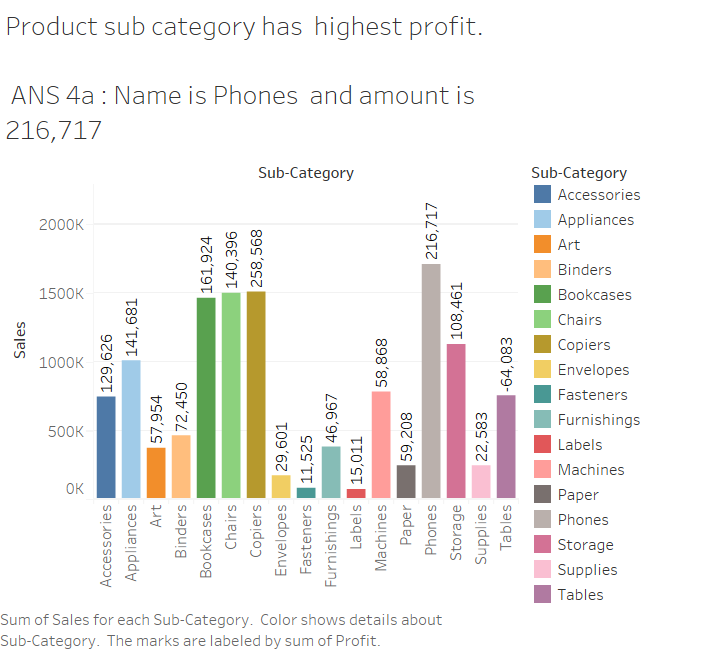 Product sub category has  highest profit.
ANS 4a : Name is Phones  and amount is
216,717
Sub-Category
Sub-Category
Accessories
Appliances
Art
Binders
Bookcases
Chairs
Copiers
Envelopes
Fasteners
Furnishings
Labels
Machines
Paper
Phones
Storage
Supplies
Tables
Sales
2000K
1500K
1000K
500K
0K
129,626
141,681
57,954
72,450
161,924
140,396
258,568
29,601
11,525
46,967
15,011
58,868
59,208
216,717
108,461
22,583
-64,083
Accessories
Appliances
Art
Binders
Bookcases
Chairs
Copiers
Envelopes
Fasteners
Furnishings
Labels
Machines
Paper
Phones
Storage
Supplies
Tables
Sum of Sales for each Sub-Category.  Color shows details about
Sub-Category.  The marks are labeled by sum of Profit.